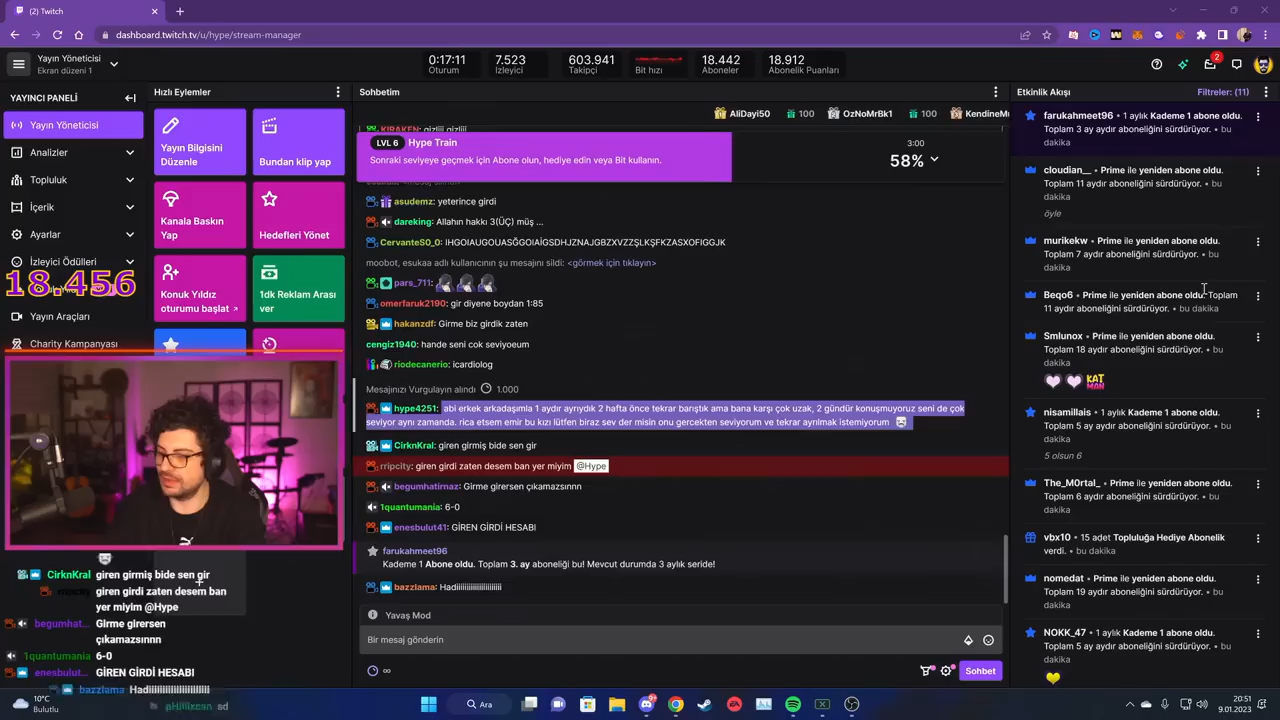 (2) Twitch
dashboard.twitch.tv/u/hype/stream-manager
Yayın Yöneticisi
Ekran düzeni 1
0:17:11
Oturum
7.523
İzleyici
603.941
Takipçi
Bit hızı
18.442
Aboneler
18.912
Abonelik Puanları
2
YAYINCI PANELİ
Yayın Yöneticisi
Analizler
Topluluk
İçerik
Ayarlar
İzleyici Ödülleri
18.456
Yayın Araçları
Charity Kampanyası
Hızlı Eylemler
Yayın Bilgisini
Düzenle
Bundan klip yap
Kanala Baskın
Yap
Hedefleri Yönet
Konuk Yıldız
oturumu başlat
1dk Reklam Arası
ver
Sohbetim
AliDayi50 100 OzNoMrBk1 100 KendineM
KIRAKEN: gizliii gizliii
LVL 6 Hype Train
Sonraki seviyeye geçmek için Abone olun, hediye edin veya Bit kullanın.
3:00
58%
asudemz: yeterince girdi
dareking: Allahın hakkı 3(ÜÇ) müş ...
CervanteS0_0: IHGOIAUGOUASĞOGIAİGSDHJZNAJGBZXVZZŞLKŞFKZASXOFIGGJK
moobot, esukaa adlı kullanıcının şu mesajını sildi: <görmek için tıklayın>
pars_711:
omerfaruk2190: gir diyene boydan 1:85
hakanzdf: Girme biz girdik zaten
cengiz1940: hande seni cok seviyoeum
riodecanerio: icardiolog
Mesajınızı Vurgulayın alındı 1.000
hype4251: abi erkek arkadaşımla 1 aydır ayrıydık 2 hafta önce tekrar barıştık ama bana karşı çok uzak, 2 gündür konuşmuyoruz seni de çok
seviyor aynı zamanda. rica etsem emir bu kızı lütfen biraz sev der misin onu gerçekten seviyorum ve tekrar ayrılmak istemiyorum
CirknKral: giren girmiş bide sen gir
rripcity: giren girdi zaten desem ban yer miyim @Hype
begumhatirnaz: Girme girersen çıkamazsınnn
1quantumania: 6-0
enesbulut41: GİREN GİRDİ HESABI
farukahmeet96
Kademe 1 Abone oldu. Toplam 3. ay aboneliği bu! Mevcut durumda 3 aylık seride!
bazzlama: Hadiiiiiiiiiiiiiiiiiiiiii
Yavaş Mod
Bir mesaj gönderin
∞
Sohbet
Etkinlik Akışı
Filtreler: (11)
farukahmeet96 • 1 aylık Kademe 1 abone oldu.
Toplam 3 ay aboneliğini sürdürüyor. • bu
dakika
cloudian__ • Prime ile yeniden abone oldu.
Toplam 11 aydır aboneliğini sürdürüyor. • bu
dakika
öyle
murikekw • Prime ile yeniden abone oldu.
Toplam 7 aydır aboneliğini sürdürüyor. • bu
dakika
Beqo6 • Prime ile yeniden abone oldu. Toplam
11 aydır aboneliğini sürdürüyor. • bu dakika
Smlunox • Prime ile yeniden abone oldu.
Toplam 18 aydır aboneliğini sürdürüyor. • bu
dakika
KAT MAN
nisamillais • 1 aylık Kademe 1 abone oldu.
Toplam 5 ay aboneliğini sürdürüyor. • bu dakika
5 olsun 6
The_M0rtal_ • Prime ile yeniden abone oldu.
Toplam 6 aydır aboneliğini sürdürüyor. • bu
dakika
vbx10 • 15 adet Topluluğa Hediye Abonelik
verdi. • bu dakika
nomedat • Prime ile yeniden abone oldu.
Toplam 19 aydır aboneliğini sürdürüyor. • bu
dakika
NOKK_47 • 1 aylık Kademe 1 abone oldu.
Toplam 5 ay aboneliğini sürdürüyor. • bu
dakika
CirknKral giren girmiş bide sen gir
rripcity giren girdi zaten desem ban
yer miyim @Hype
begumhat... Girme girersen
çıkamazsınnn
1quantumania 6-0
enesbulut... GİREN GİRDİ HESABI
bazzlama Hadiiiiiiiiiiiiiiiiiiiiii
10°C
Bulutlu
Ara
20:51
9.01.2023